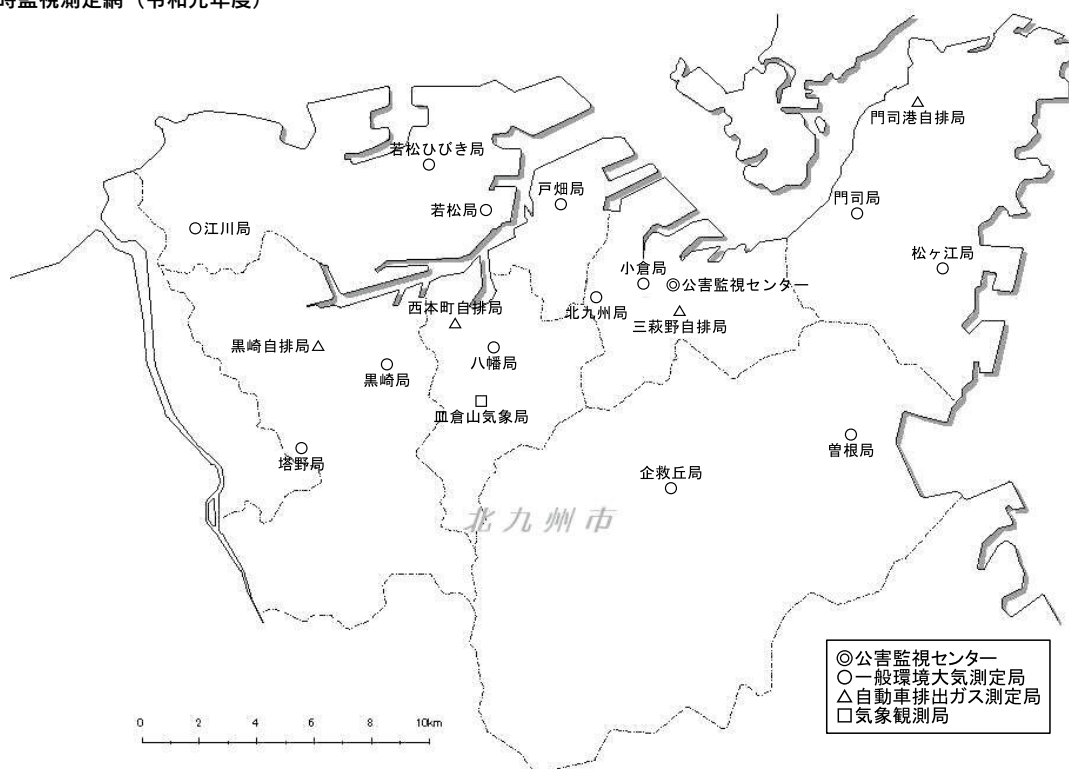 時監視測定網（令和元年度）
門司港自排局
若松ひびき局
戸畑局
若松局
門司局
江川局
松ヶ江局
小倉局
◎公害監視センター
西本町自排局
北九州局
三萩野自排局
黒崎自排局
八幡局
黒崎局
皿倉山気象局
曽根局
塔野局
企救丘局
北九州市
◎公害監視センター
○一般環境大気測定局
△自動車排出ガス測定局
□気象観測局
0 2 4 6 8 10km